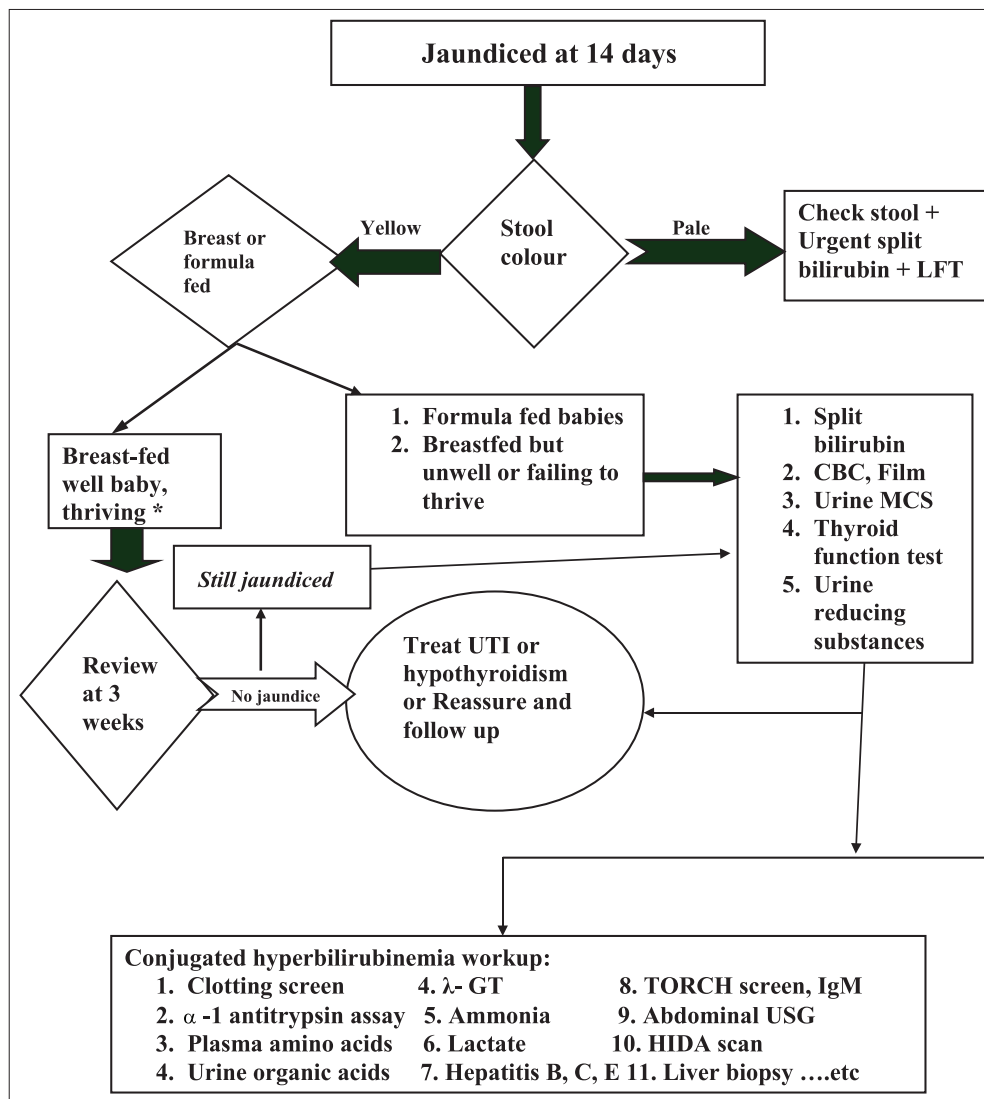 Jaundiced at 14 days
Stool
colour
Yellow
Pale
Check stool +
Urgent split
bilirubin + LFT
Breast or
formula
fed
1. Formula fed babies
2. Breastfed but
unwell or failing to
thrive
1. Split
bilirubin
2 CBC, Film
3 Urine MCS
4 Thyroid
function test
5. Urine
reducing
substances
Breast-fed
well baby,
thriving *
Still jaundiced
Review
at 3
weeks
No jaundice
Treat UTI or
hypothyroidism
or Reassure and
follow up
Conjugated hyperbilirubinemia workup:
1. Clotting screen 4. λ- GT 8. TORCH screen, IgM
2. α -1 antitrypsin assay 5. Ammonia 9. Abdominal USG
3. Plasma amino acids 6. Lactate 10. HIDA scan
4. Urine organic acids 7. Hepatitis B, C, E 11. Liver biopsy ….etc